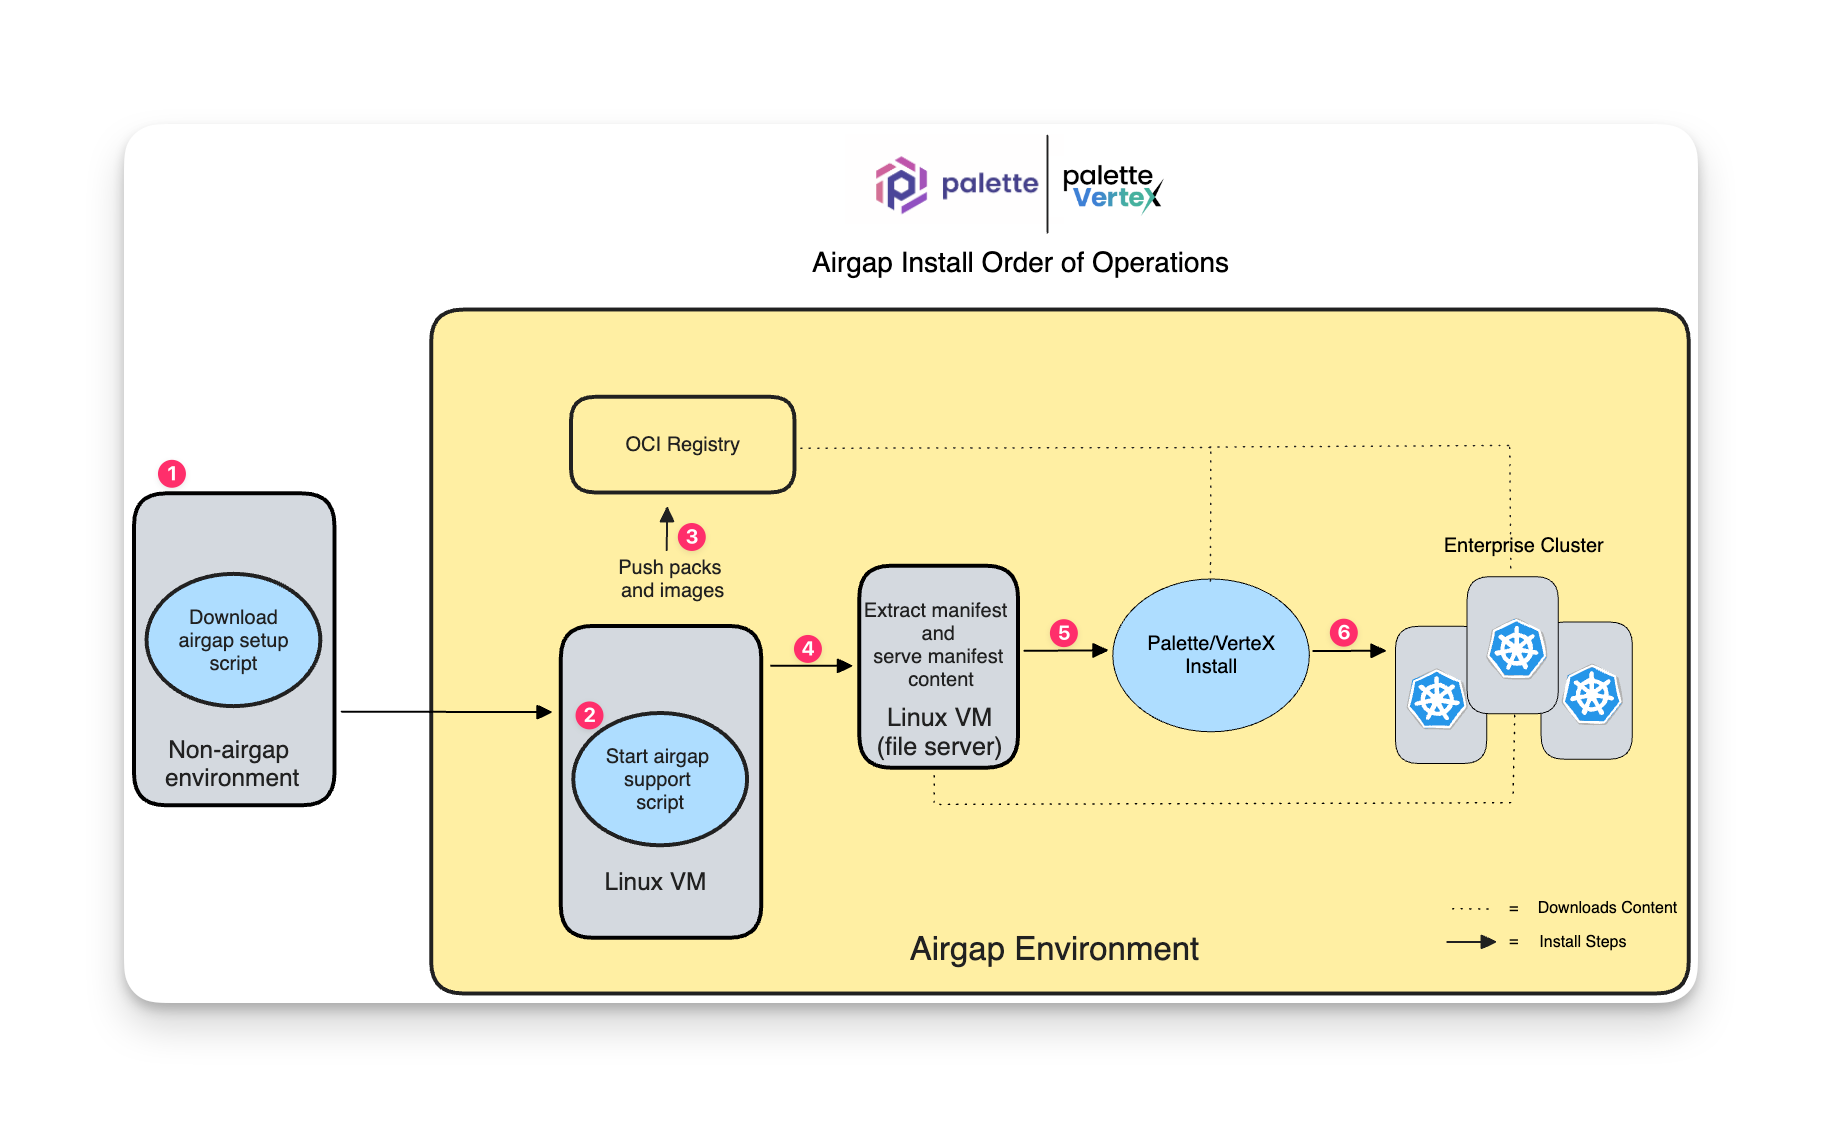 palette
palette
VerteX
Airgap Install Order of Operations
OCI Registry
1
3
Push packs
and images
Enterprise Cluster
Download
airgap setup
script
Non-airgap
environment
2
Start airgap
support
script
Linux VM
4
Extract manifest
and
serve manifest
content
Linux VM
(file server)
5
Palette/VerteX
Install
6
..... = Downloads Content
= Install Steps
Airgap Environment